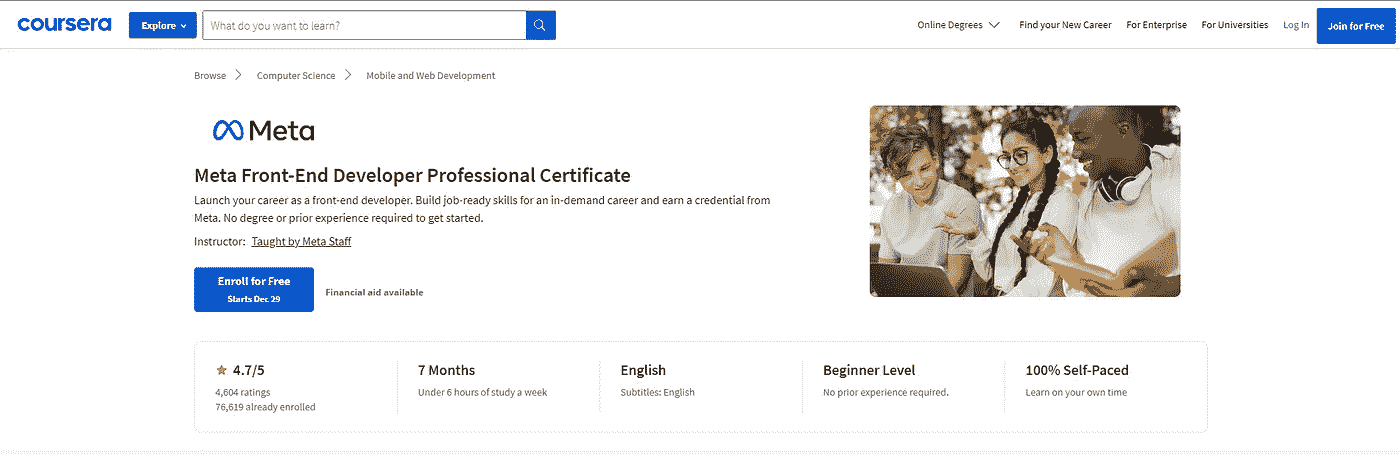 coursera
Explore
What do you want to learn?
Online Degrees
Find your New Career
For Enterprise
For Universities
Log In
Join for Free
Browse
Computer Science
Mobile and Web Development
Meta
Meta Front-End Developer Professional Certificate
Launch your career as a front-end developer. Build job-ready skills for an in-demand career and earn a credential from
Meta. No degree or prior experience required to get started.
Instructor: Taught by Meta Staff
Enroll for Free
Starts Dec 29
Financial aid available
4.7/5
4,604 ratings
76,619 already enrolled
7 Months
Under 6 hours of study a week
English
Subtitles: English
Beginner Level
No prior experience required.
100% Self-Paced
Learn on your own time